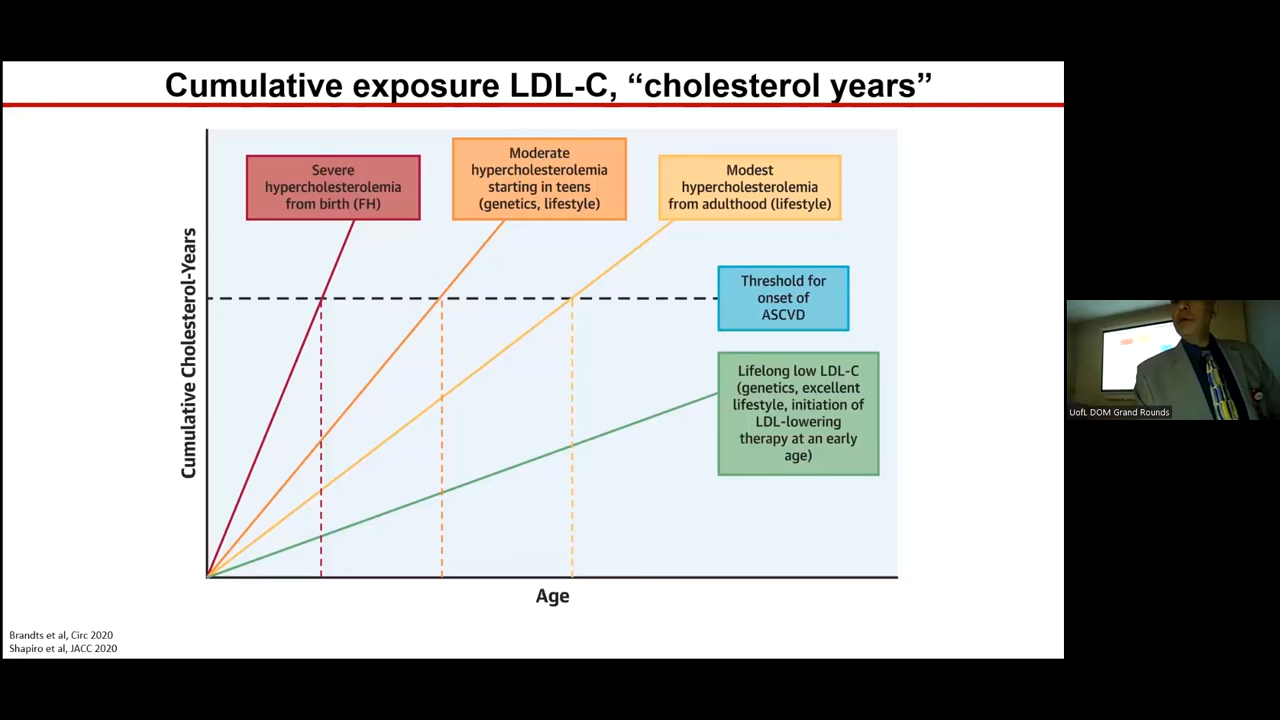 Cumulative exposure LDL-C, “cholesterol years”
Severe
hypercholesterolemia
from birth (FH)
Moderate
hypercholesterolemia
starting in teens
(genetics, lifestyle)
Modest
hypercholesterolemia
from adulthood (lifestyle)
Threshold for
onset of
ASCVD
Lifelong low LDL-C
(genetics, excellent
lifestyle, initiation of
LDL-lowering
therapy at an early
age)
Cumulative Cholesterol-Years
Age
Brandts et al, Circ 2020
Shapiro et al, JACC 2020
UofL DOM Grand Rounds